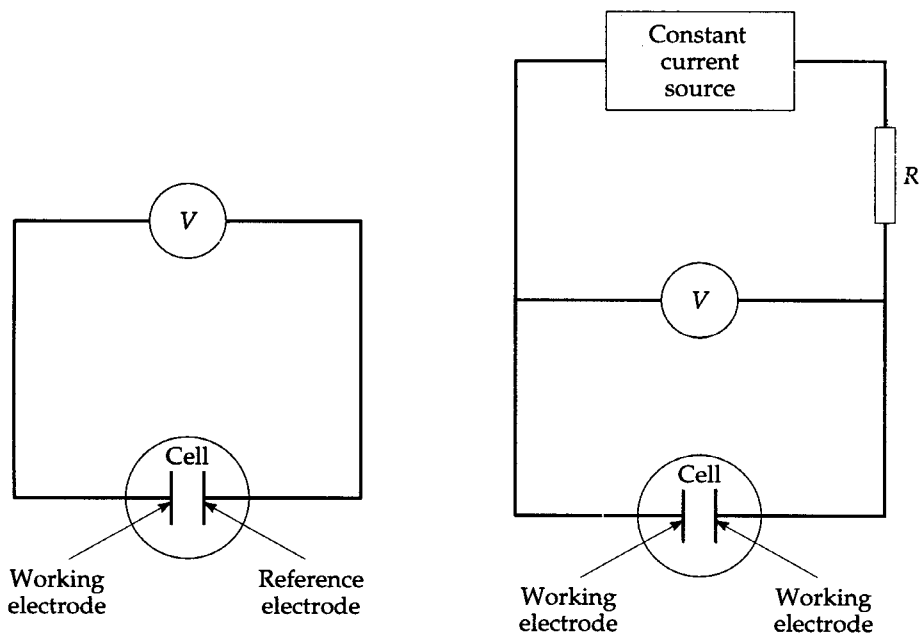 V
Cell
Working
electrode
Reference
electrode
Constant
current
source
R
V
Cell
Working
electrode
Working
electrode